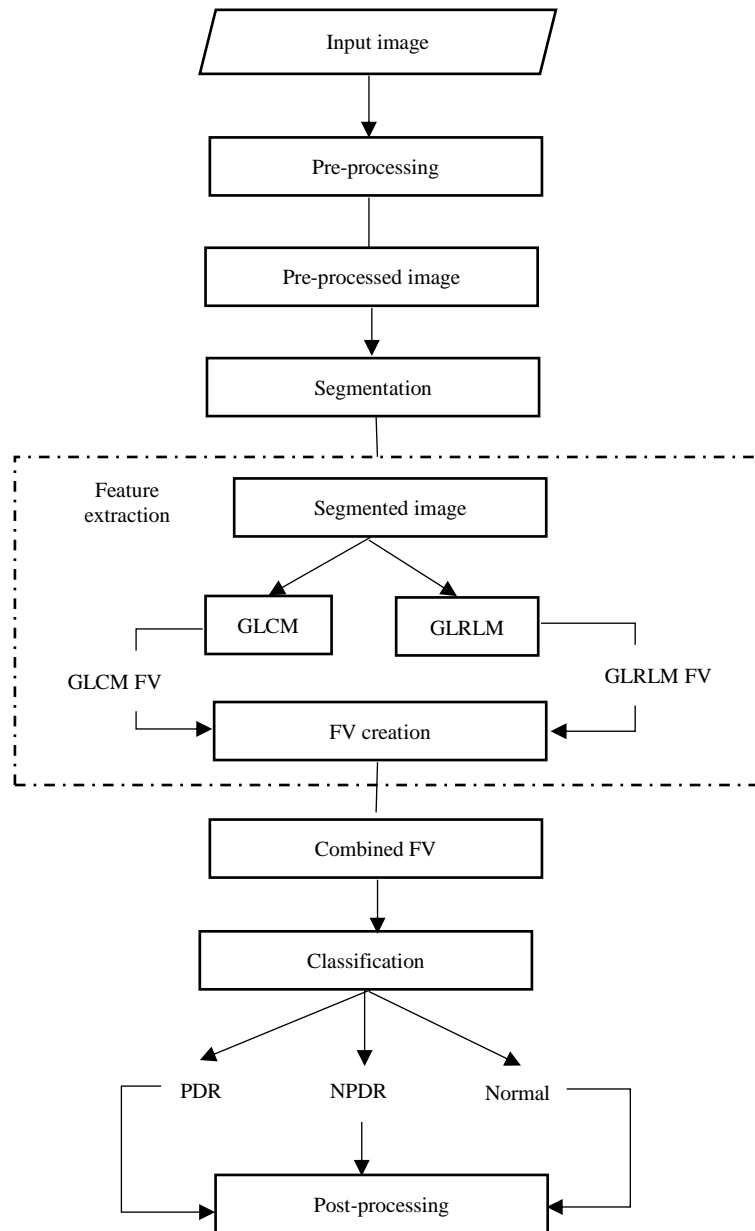 Input image
Pre-processing
Pre-processed image
Segmentation
Feature
extraction
Segmented image
GLCM
GLRLM
GLCM FV
GLRLM FV
FV creation
Combined FV
Classification
PDR
NPDR
Normal
Post-processing